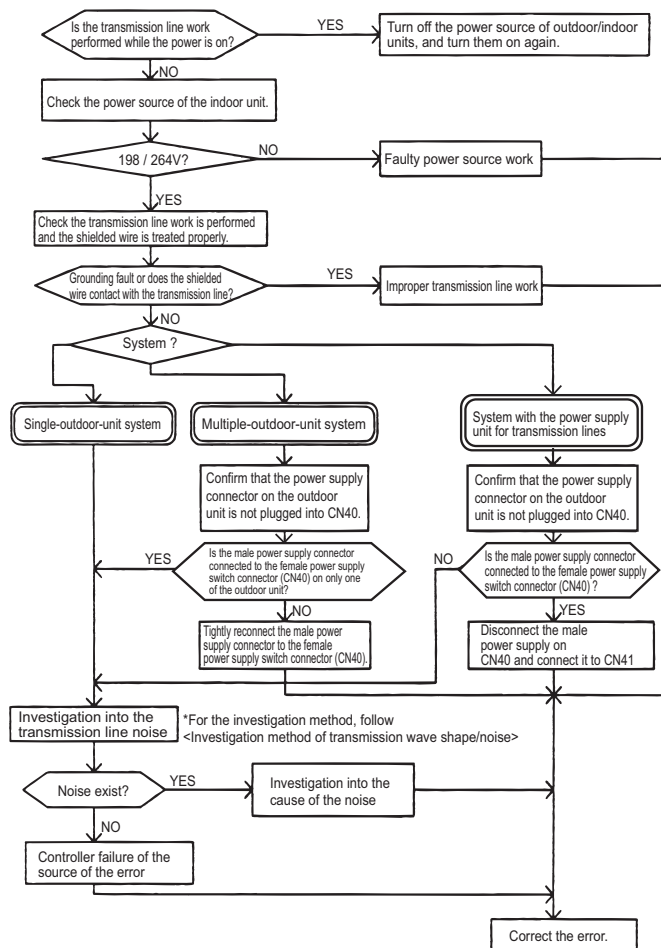 Is the transmission line work
performed while the power is on?
YES
Turn off the power source of outdoor/indoor
units, and turn them on again.
NO
Check the power source of the indoor unit.
198 / 264V?
NO
Faulty power source work
YES
Check the transmission line work is performed
and the shielded wire is treated properly.
Grounding fault or does the shielded
wire contact with the transmission line?
YES
Improper transmission line work
NO
System ?
Single-outdoor-unit system
Multiple-outdoor-unit system
System with the power supply
unit for transmission lines
Confirm that the power supply
connector on the outdoor
unit is not plugged into CN40.
Confirm that the power supply
connector on the outdoor
unit is not plugged into CN40.
YES
Is the male power supply connector
connected to the female power supply
switch connector (CN40) on only one
of the outdoor unit?
NO
Is the male power supply connector
connected to the female power supply
switch connector (CN40) ?
NO
YES
Tightly reconnect the male power
supply connector to the female
power supply switch connector (CN40).
Disconnect the male
power supply on
CN40 and connect it to CN41
Investigation into the
transmission line noise
*For the investigation method, follow
<Investigation method of transmission wave shape/noise>
Noise exist?
YES
Investigation into the
cause of the noise
NO
Controller failure of the
source of the error
Correct the error.